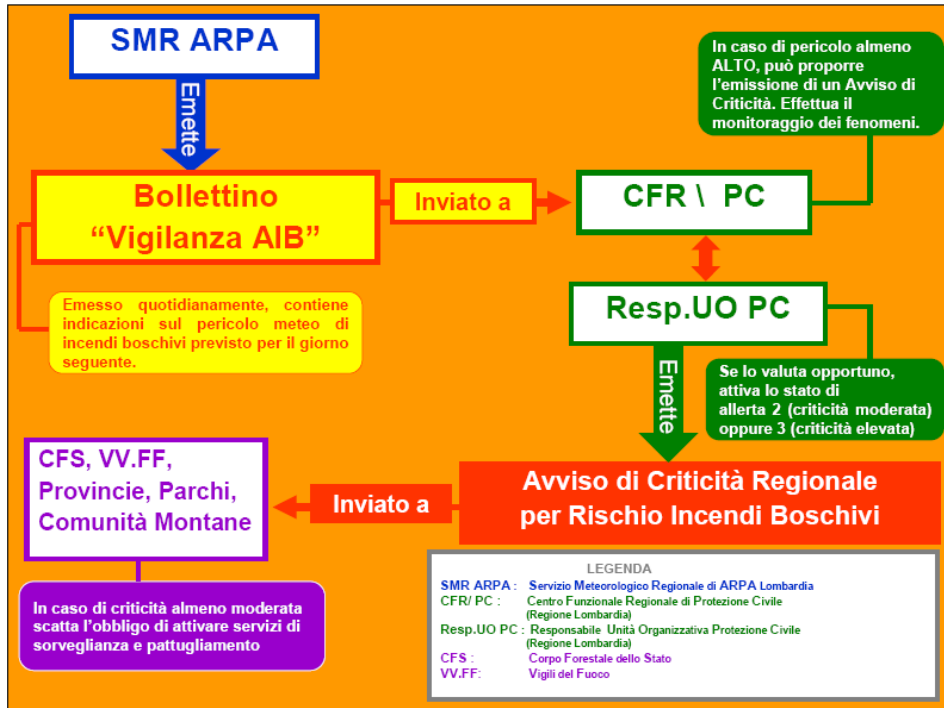 SMR ARPA
Emette
In caso di pericolo almeno
ALTO, può proporre
l'emissione di un Avviso di
Criticità. Effettua il
monitoraggio dei fenomeni.
Bollettino
“Vigilanza AIB”
Inviato a
CFR \ PC
Emesso quotidianamente, contiene
indicazioni sul pericolo meteo di
incendi boschivi previsto per il giorno
seguente.
Resp.UO PC
Emette
Se lo valuta opportuno,
attiva lo stato di
allerta 2 (criticità moderata)
oppure 3 (criticità elevata)
Avviso di Criticità Regionale
per Rischio Incendi Boschivi
Inviato a
CFS, VV.FF,
Provincie, Parchi,
Comunità Montane
In caso di criticità almeno moderata
scatta l'obbligo di attivare servizi di
sorveglianza e pattugliamento
LEGENDA
SMR ARPA : Servizio Meteorologico Regionale di ARPA Lombardia
CFR/ PC : Centro Funzionale Regionale di Protezione Civile
(Regione Lombardia)
Resp.UO PC : Responsabile Unità Organizzativa Protezione Civile
(Regione Lombardia)
CFS : Corpo Forestale dello Stato
VV.FF: Vigili del Fuoco